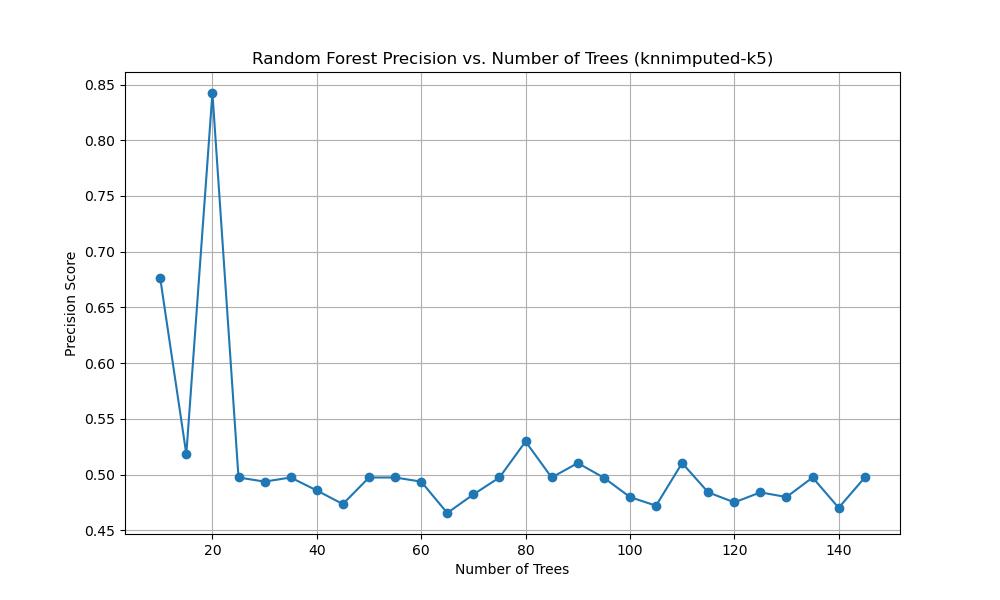 Random Forest Precision vs. Number of Trees (knnimputed-k5)
Precision Score
0.85
0.80
0.75
0.70
0.65
0.60
0.55
0.50
0.45
20 40 60 80 100 120 140
Number of Trees